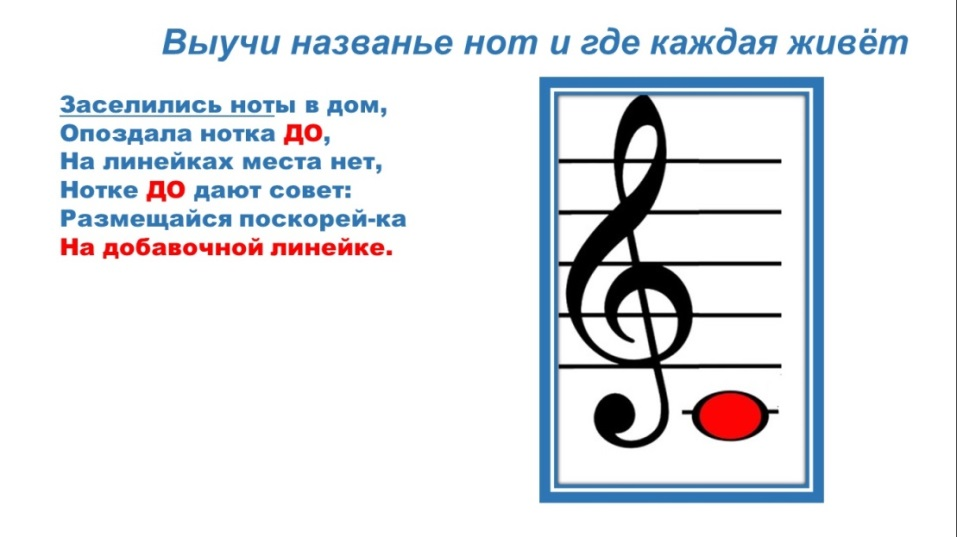 Выучи названье нот и где каждая живёт
Заселились ноты в дом,
Опоздала нотка ДО,
На линейках места нет,
Нотке ДО дают совет:
Размещайся поскорей-ка
На добавочной линейке.